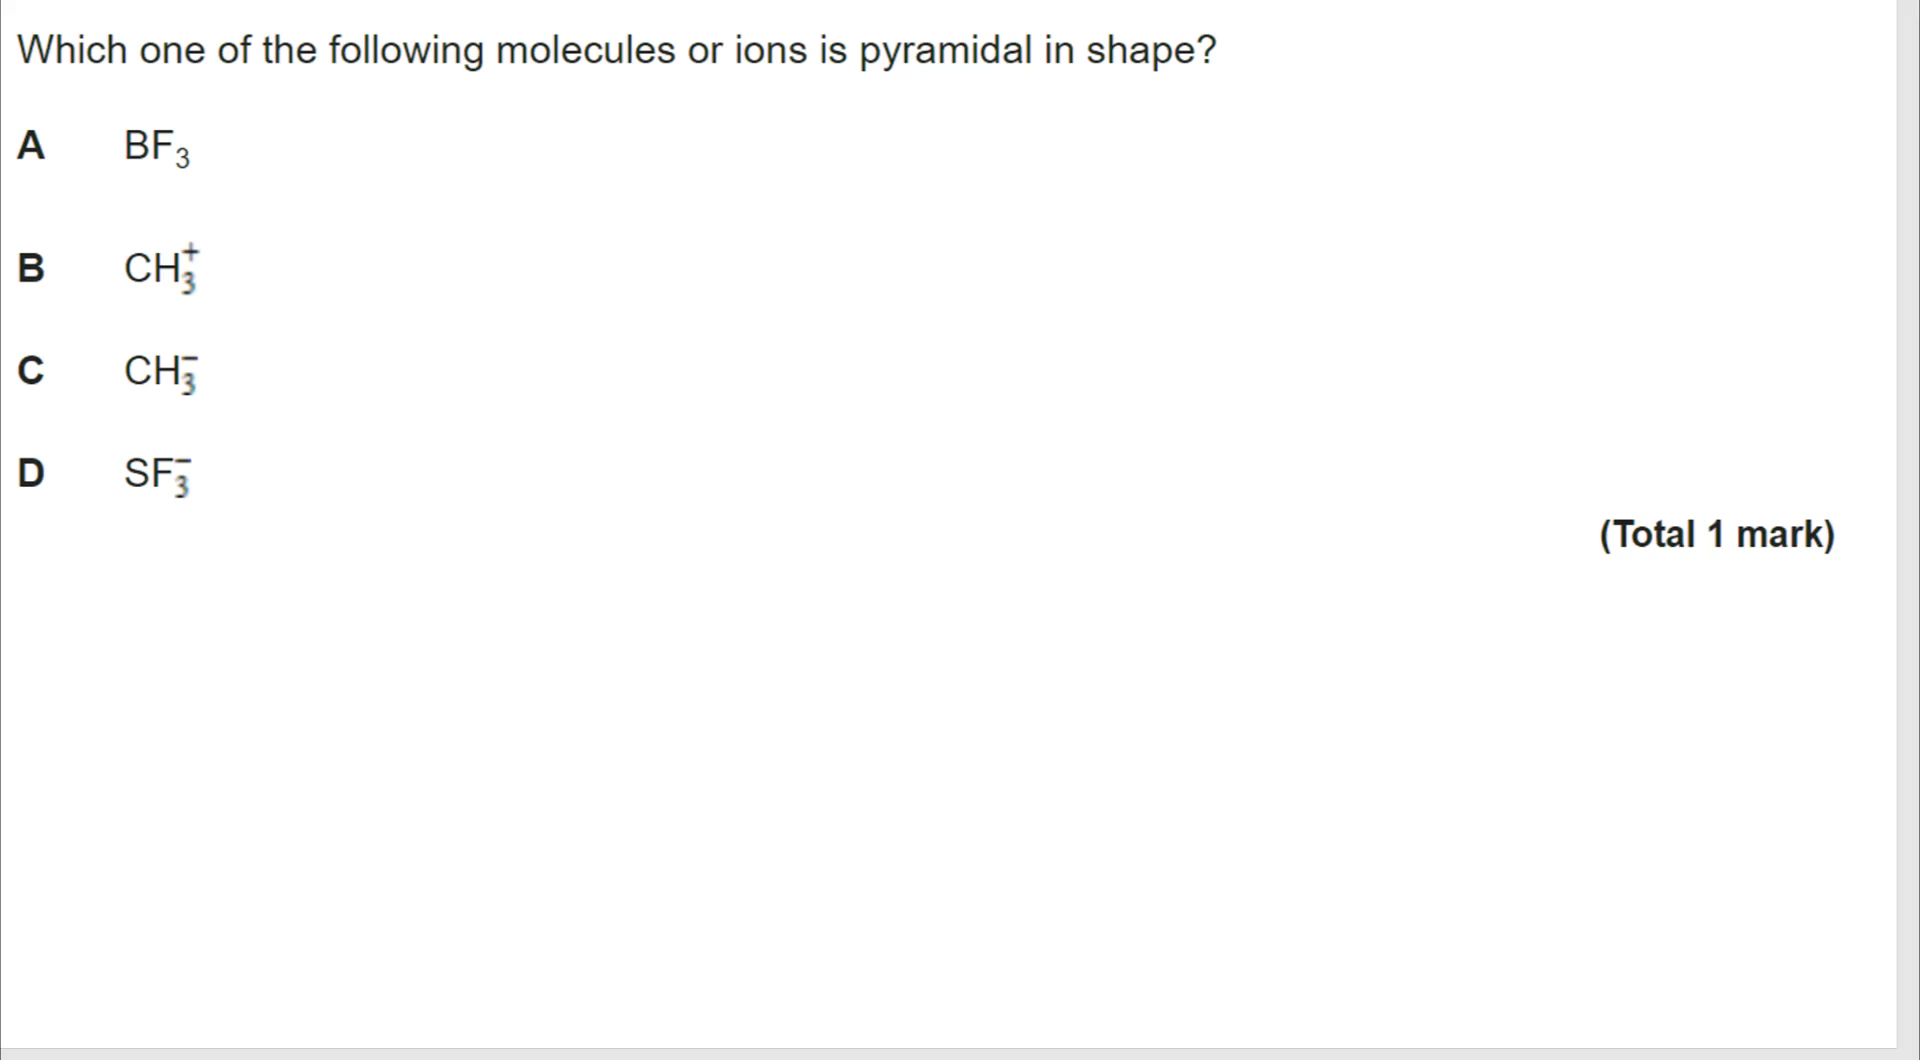 Which one of the following molecules or ions is pyramidal in shape?
A BF₃
B CH₃⁺
C CH₃⁻
D SF₃⁻
(Total 1 mark)